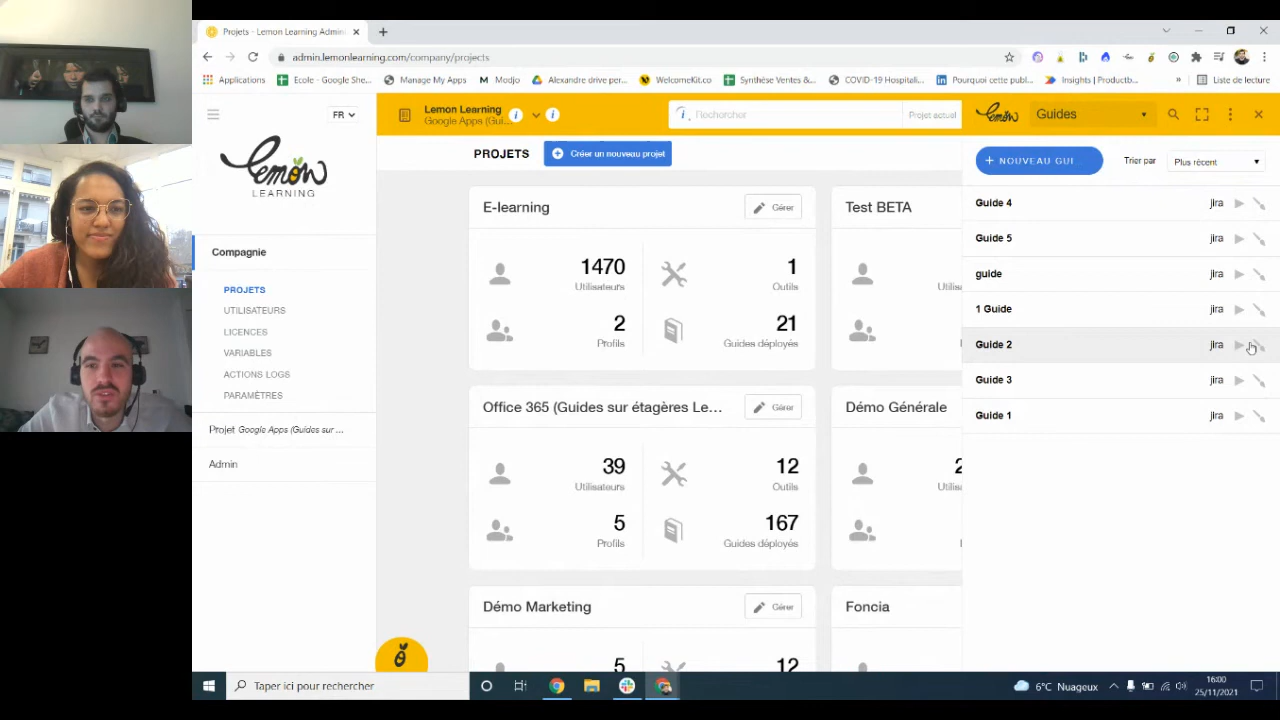 Projets - Lemon Learning Admin
admin.lemonlearning.com/company/projects
Applications
Ecole - Google She...
Manage My Apps
Modjo
Alexandre drive per...
WelcomeKit.co
Synthèse Ventes &...
COVID-19 Hospitali...
Pourquoi cette publ...
Insights | Productb...
Liste de lecture
FR
lemon
LEARNING
Compagnie
PROJETS
UTILISATEURS
LICENCES
VARIABLES
ACTIONS LOGS
PARAMÈTRES
Projet Google Apps (Guides sur ...
Admin
Lemon Learning
Google Apps (Gui...
Rechercher
Projet actuel
PROJETS
Créer un nouveau projet
E-learning
Gérer
1470
Utilisateurs
1
Outils
2
Profils
21
Guides déployés
Office 365 (Guides sur étagères Le...
Gérer
39
Utilisateurs
12
Outils
5
Profils
167
Guides déployés
Démo Marketing
Gérer
5
12
Test BETA
Démo Générale
Foncia
lemon
Guides
NOUVEAU GUI
Trier par
Plus récent
Guide 4 jira
Guide 5 jira
guide jira
1 Guide jira
Guide 2 jira
Guide 3 jira
Guide 1 jira
Taper ici pour rechercher
6°C Nuageux
16:00
25/11/2021